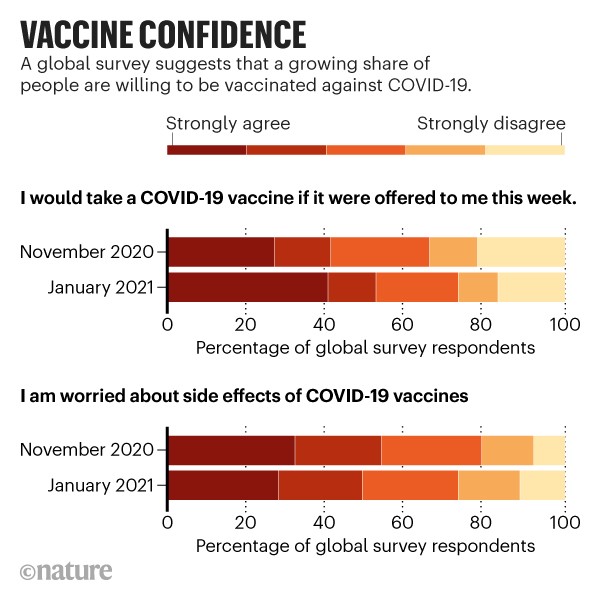 VACCINE CONFIDENCE
A global survey suggests that a growing share of
people are willing to be vaccinated against COVID-19.
Strongly agree Strongly disagree
I would take a COVID-19 vaccine if it were offered to me this week.
November 2020
January 2021
0 20 40 60 80 100
Percentage of global survey respondents
I am worried about side effects of COVID-19 vaccines
November 2020
January 2021
0 20 40 60 80 100
Percentage of global survey respondents
©nature